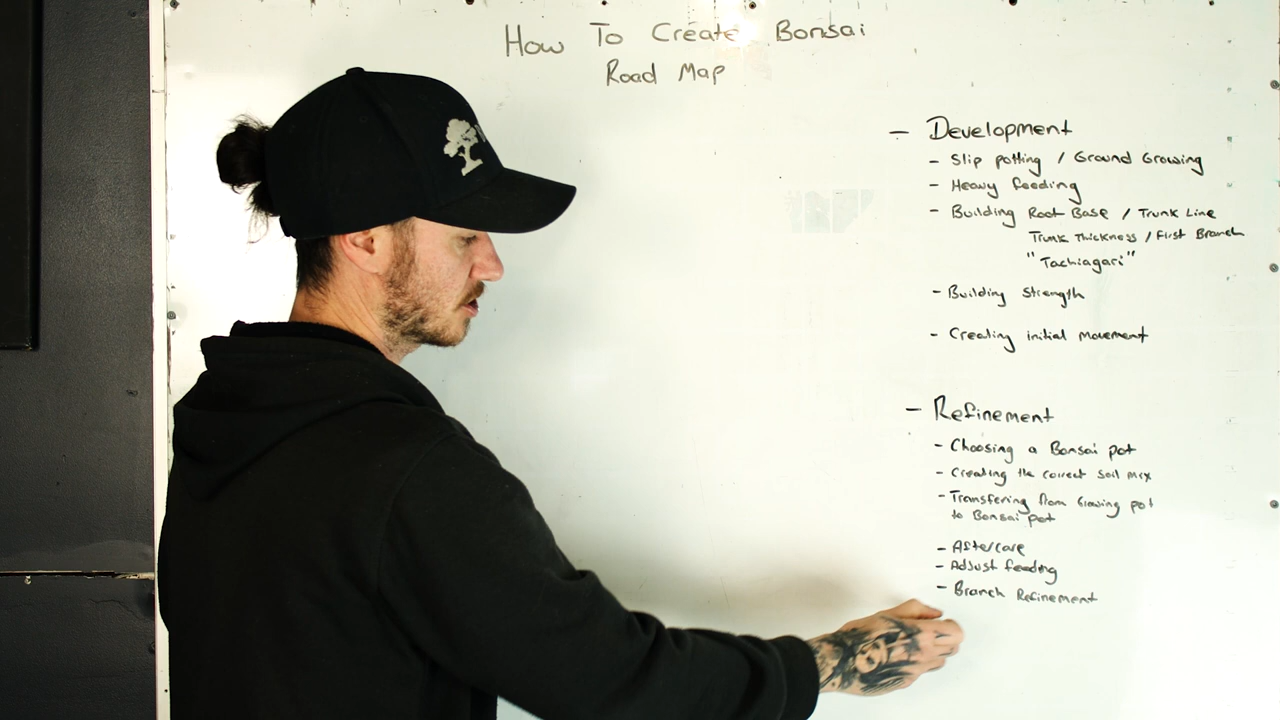 How To Create Bonsai
Road Map
- Development
- Slip potting / Ground Growing
- Heavy feeding
- Building Root Base / Trunk Line
Trunk Thickness / First Branch
"Tachiagari"
- Building Strength
- Creating initial movement
- Refinement
- Choosing a Bonsai pot
- Creating the correct soil mix
- Transfering from Growing pot
to Bonsai pot
- Aftercare
- Adjust feeding
- Branch Refinement